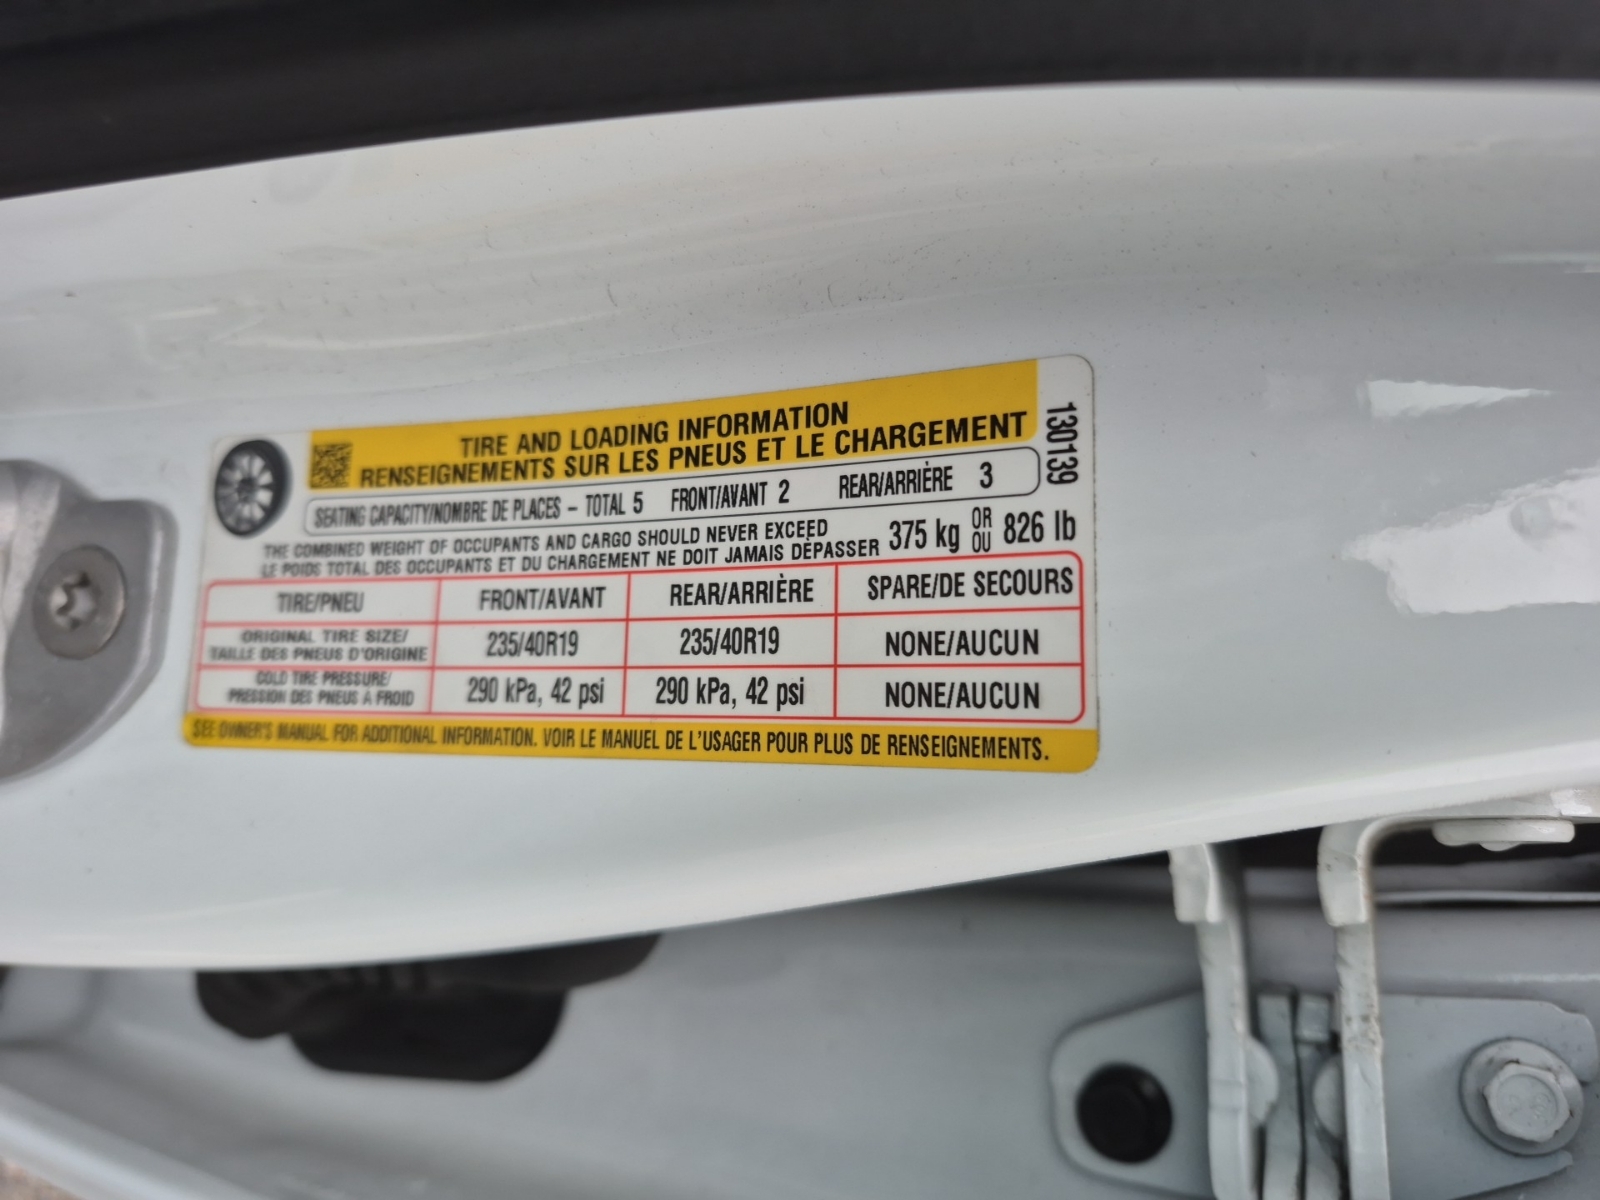 TIRE AND LOADING INFORMATION
RENSEIGNEMENTS SUR LES PNEUS ET LE CHARGEMENT
130139
SEATING CAPACITY/NOMBRE DE PLACES – TOTAL 5 FRONT/AVANT 2 REAR/ARRIÈRE 3
THE COMBINED WEIGHT OF OCCUPANTS AND CARGO SHOULD NEVER EXCEED
LE POIDS TOTAL DES OCCUPANTS ET DU CHARGEMENT NE DOIT JAMAIS DÉPASSER
375 kg OR OU 826 lb
TIRE/PNEU FRONT/AVANT REAR/ARRIÈRE SPARE/DE SECOURS
ORIGINAL TIRE SIZE/
TAILLE DES PNEUS D'ORIGINE
235/40R19 235/40R19 NONE/AUCUN
COLD TIRE PRESSURE/
PRESSION DES PNEUS A FROID
290 kPa, 42 psi 290 kPa, 42 psi NONE/AUCUN
SEE OWNER'S MANUAL FOR ADDITIONAL INFORMATION. VOIR LE MANUEL DE L'USAGER POUR PLUS DE RENSEIGNEMENTS.